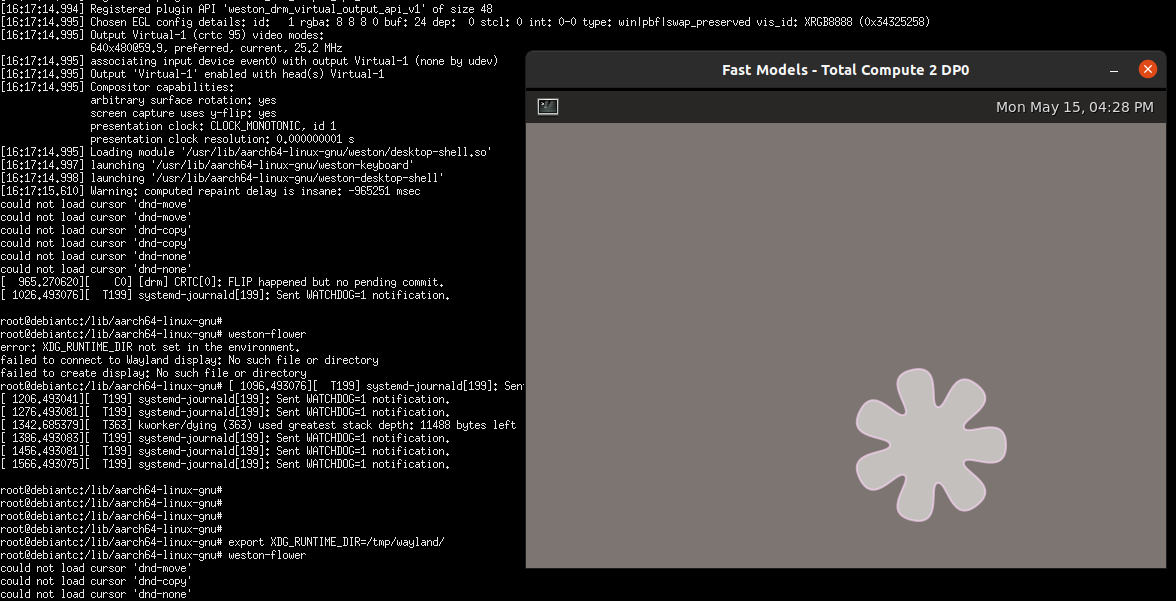 [16:17:14.994] Registered plugin API 'weston_drm_virtual_output_api_v1' of size 48
[16:17:14.995] Chosen EGL config details: id:   1 rgba: 8 8 8 0 buf: 24 dep:  0 stcl: 0 int: 0-0 type: win|pbf|swap_preserved vis_id: XRGB8888 (0x34325258)
[16:17:14.995] Output Virtual-1 (crtc 95) video modes:
640x480@59.9, preferred, current, 25.2 MHz
[16:17:14.995] associating input device event0 with output Virtual-1 (none by udev)
[16:17:14.995] Output 'Virtual-1' enabled with head(s) Virtual-1
[16:17:14.995] Compositor capabilities:
arbitrary surface rotation: yes
screen capture uses y-flip: yes
presentation clock: CLOCK_MONOTONIC, id 1
presentation clock resolution: 0.000000001 s
[16:17:14.995] Loading module '/usr/lib/aarch64-linux-gnu/weston/desktop-shell.so'
[16:17:14.997] launching '/usr/lib/aarch64-linux-gnu/weston-keyboard'
[16:17:14.998] launching '/usr/lib/aarch64-linux-gnu/weston-desktop-shell'
[16:17:15.610] Warning: computed repaint delay is insane: -965251 msec
could not load cursor 'dnd-move'
could not load cursor 'dnd-move'
could not load cursor 'dnd-copy'
could not load cursor 'dnd-copy'
could not load cursor 'dnd-none'
could not load cursor 'dnd-none'
[  965.270620][    C0] [drm] CRTC[0]: FLIP happened but no pending commit.
[ 1026.493076][  T199] systemd-journald[199]: Sent WATCHDOG=1 notification.
root@debiantc:/lib/aarch64-linux-gnu#
root@debiantc:/lib/aarch64-linux-gnu# weston-flower
error: XDG_RUNTIME_DIR not set in the environment.
failed to connect to Wayland display: No such file or directory
failed to create display: No such file or directory
root@debiantc:/lib/aarch64-linux-gnu# [ 1096.493076][  T199] systemd-journald[199]: Sen
[ 1206.493041][  T199] systemd-journald[199]: Sent WATCHDOG=1 notification.
[ 1276.493081][  T199] systemd-journald[199]: Sent WATCHDOG=1 notification.
[ 1342.685379][  T363] kworker/dying (363) used greatest stack depth: 11488 bytes left
[ 1386.493083][  T199] systemd-journald[199]: Sent WATCHDOG=1 notification.
[ 1456.493081][  T199] systemd-journald[199]: Sent WATCHDOG=1 notification.
[ 1566.493075][  T199] systemd-journald[199]: Sent WATCHDOG=1 notification.
root@debiantc:/lib/aarch64-linux-gnu#
root@debiantc:/lib/aarch64-linux-gnu#
root@debiantc:/lib/aarch64-linux-gnu#
root@debiantc:/lib/aarch64-linux-gnu#
root@debiantc:/lib/aarch64-linux-gnu# export XDG_RUNTIME_DIR=/tmp/wayland/
root@debiantc:/lib/aarch64-linux-gnu# weston-flower
could not load cursor 'dnd-move'
could not load cursor 'dnd-copy'
could not load cursor 'dnd-none'
Fast Models - Total Compute 2 DP0
Mon May 15, 04:28 PM